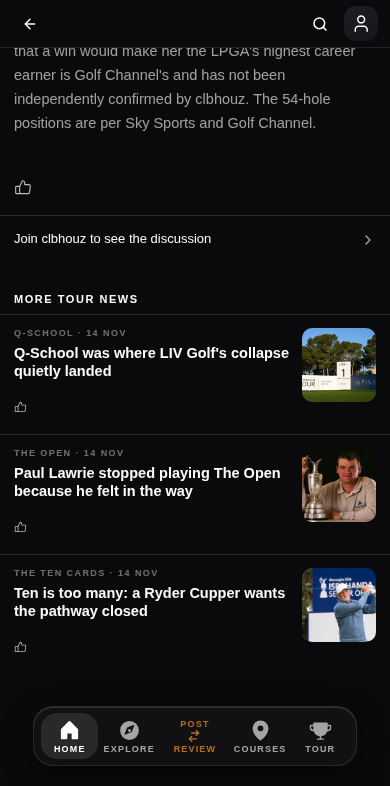 that a win would make her the LPGA's highest career
earner is Golf Channel's and has not been
independently confirmed by clbhouz. The 54-hole
positions are per Sky Sports and Golf Channel.
Join clbhouz to see the discussion
MORE TOUR NEWS
Q-SCHOOL · 14 NOV
Q-School was where LIV Golf's collapse
quietly landed
1
THE OPEN · 14 NOV
Paul Lawrie stopped playing The Open
because he felt in the way
THE TEN CARDS · 14 NOV
Ten is too many: a Ryder Cupper wants
the pathway closed
HOME
EXPLORE
POST
REVIEW
COURSES
TOUR